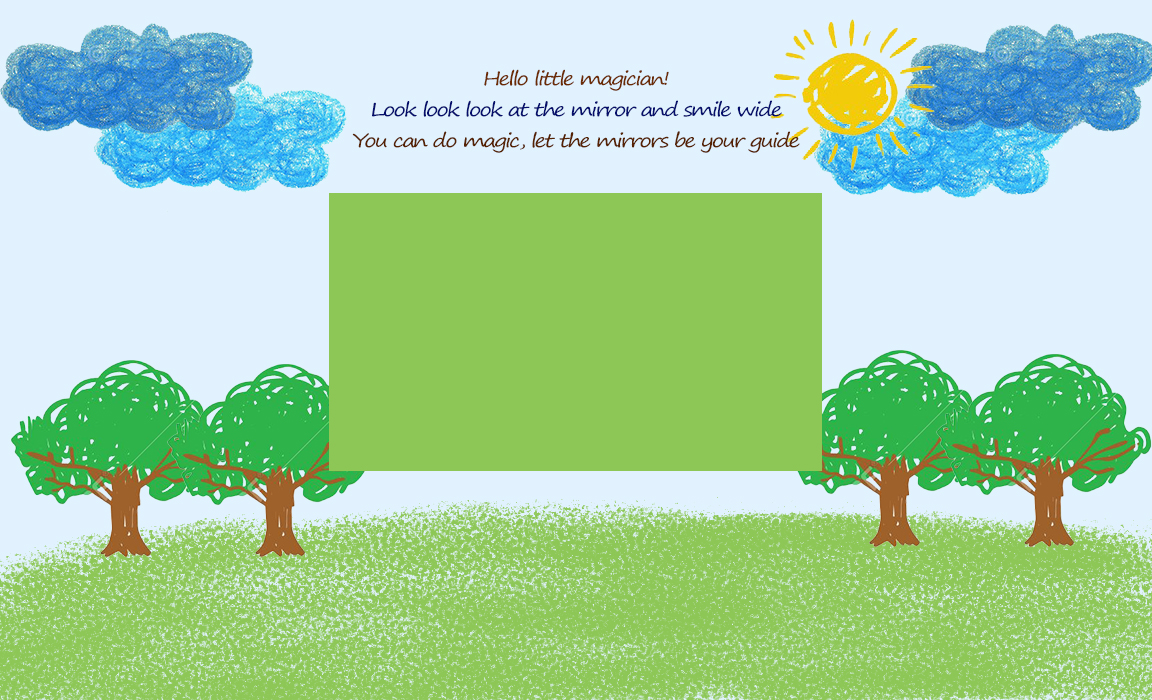 Hello little magician!
Look look look at the mirror and smile wide
You can do magic, let the mirrors be your guide